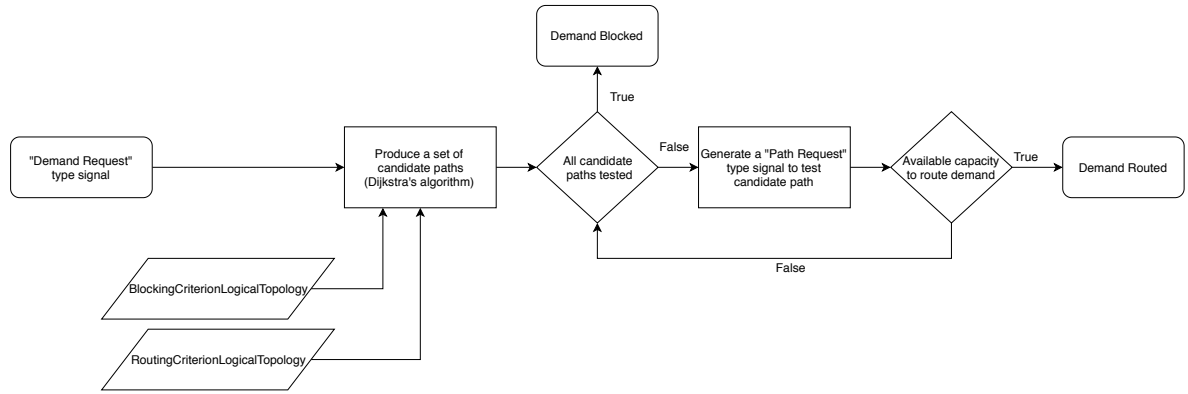 Demand Blocked
True
"Demand Request"
type signal
Produce a set of
candidate paths
(Dijkstra's algorithm)
All candidate
paths tested
False
Generate a "Path Request"
type signal to test
candidate path
Available capacity
to route demand
True
Demand Routed
False
BlockingCriterionLogicalTopology
RoutingCriterionLogicalTopology